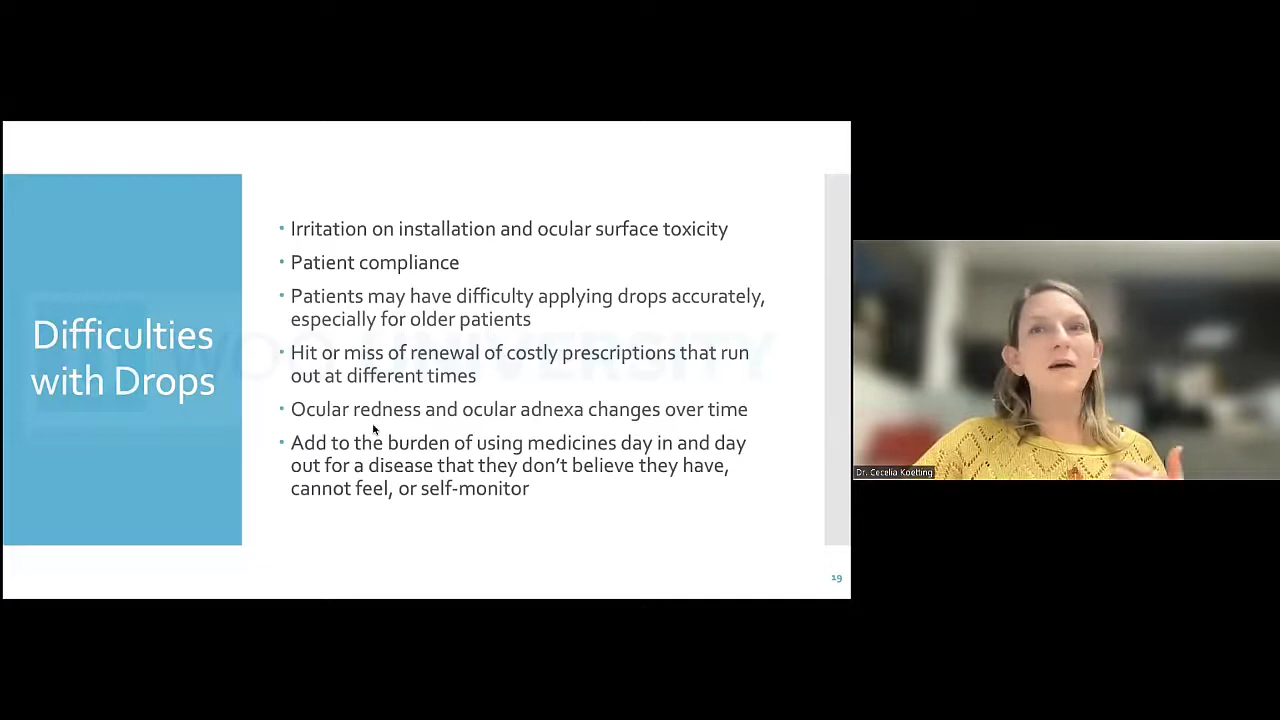 Difficulties
with Drops
• Irritation on installation and ocular surface toxicity
• Patient compliance
• Patients may have difficulty applying drops accurately,
especially for older patients
• Hit or miss of renewal of costly prescriptions that run
out at different times
• Ocular redness and ocular adnexa changes over time
• Add to the burden of using medicines day in and day
out for a disease that they don't believe they have,
cannot feel, or self-monitor
19
Dr. Cecelia Koetting